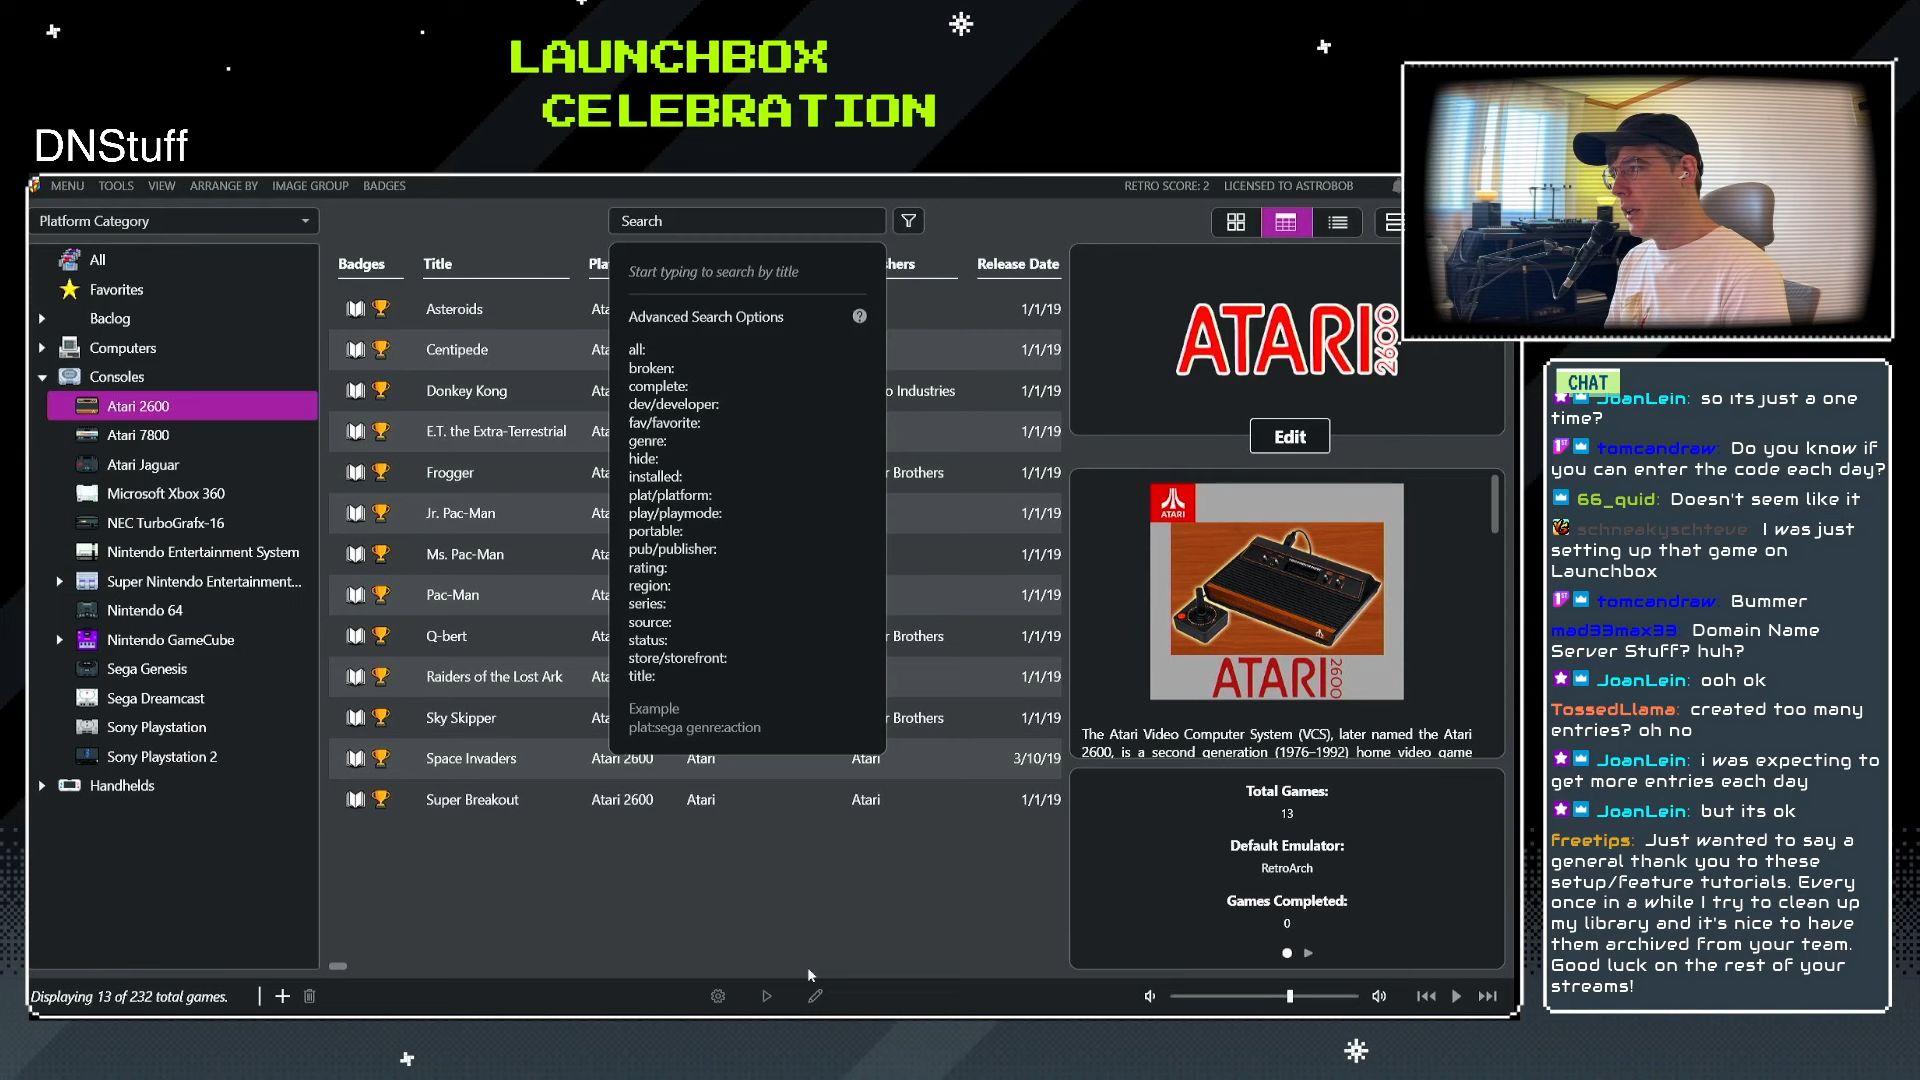 LAUNCHBOX
CELEBRATION
DNStuff
MENU TOOLS VIEW ARRANGE BY IMAGE GROUP BADGES
RETRO SCORE: 2 LICENSED TO ASTROBOB
Platform Category
Search
All
Favorites
Baclog
Computers
Consoles
Atari 2600
Atari 7800
Atari Jaguar
Microsoft Xbox 360
NEC TurboGrafx-16
Nintendo Entertainment System
Super Nintendo Entertainment...
Nintendo 64
Nintendo GameCube
Sega Genesis
Sega Dreamcast
Sony Playstation
Sony Playstation 2
Handhelds
Badges Title Pla hers Release Date
Asteroids Ata 1/1/19
Centipede Ata 1/1/19
Donkey Kong Ata o Industries 1/1/19
E.T. the Extra-Terrestrial Ata 1/1/19
Frogger Ata r Brothers 1/1/19
Jr. Pac-Man Ata 1/1/19
Ms. Pac-Man Ata 1/1/19
Pac-Man Ata 1/1/19
Q-bert Ata r Brothers 1/1/19
Raiders of the Lost Ark Ata 1/1/19
Sky Skipper Ata r Brothers 1/1/19
Space Invaders Atari 2600 Atari Atari 3/10/19
Super Breakout Atari 2600 Atari Atari 1/1/19
Start typing to search by title
Advanced Search Options
all:
broken:
complete:
dev/developer:
fav/favorite:
genre:
hide:
installed:
plat/platform:
play/playmode:
portable:
pub/publisher:
rating:
region:
series:
source:
status:
store/storefront:
title:
Example
plat:sega genre:action
ATARI 2600
Edit
ATARI
ATARI 2600
The Atari Video Computer System (VCS), later named the Atari
2600, is a second generation (1976–1992) home video game
Total Games:
13
Default Emulator:
RetroArch
Games Completed:
0
Displaying 13 of 232 total games.
CHAT
JoanLein: so its just a one
time?
tomcandraw: Do you know if
you can enter the code each day?
66_quid: Doesn't seem like it
schneakyschteve: I was just
setting up that game on
Launchbox
tomcandraw: Bummer
mad33max33: Domain Name
Server Stuff? huh?
JoanLein: ooh ok
TossedLlama: created too many
entries? oh no
JoanLein: i was expecting to
get more entries each day
JoanLein: but its ok
Freetips: Just wanted to say a
general thank you to these
setup/feature tutorials. Every
once in a while I try to clean up
my library and it's nice to have
them archived from your team.
Good luck on the rest of your
streams!